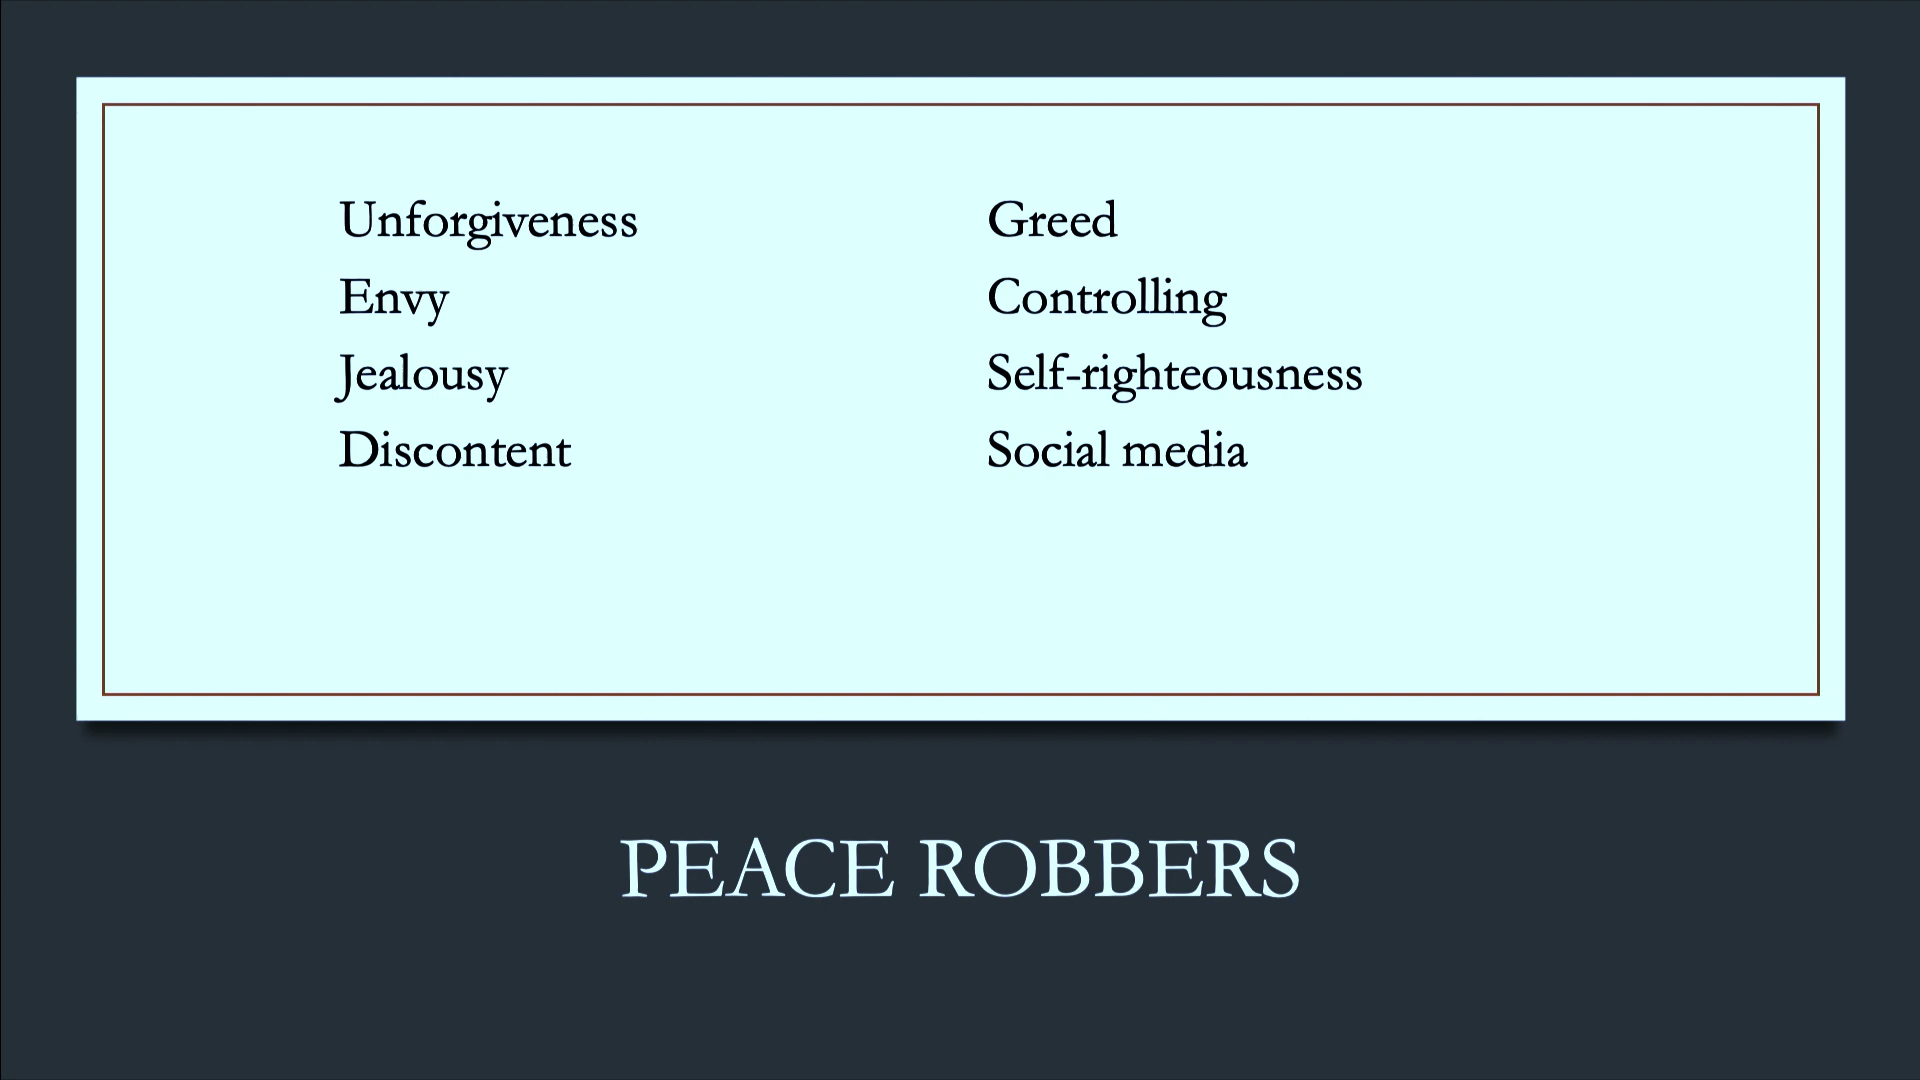 Unforgiveness
Envy
Jealousy
Discontent
Greed
Controlling
Self-righteousness
Social media
PEACE ROBBERS